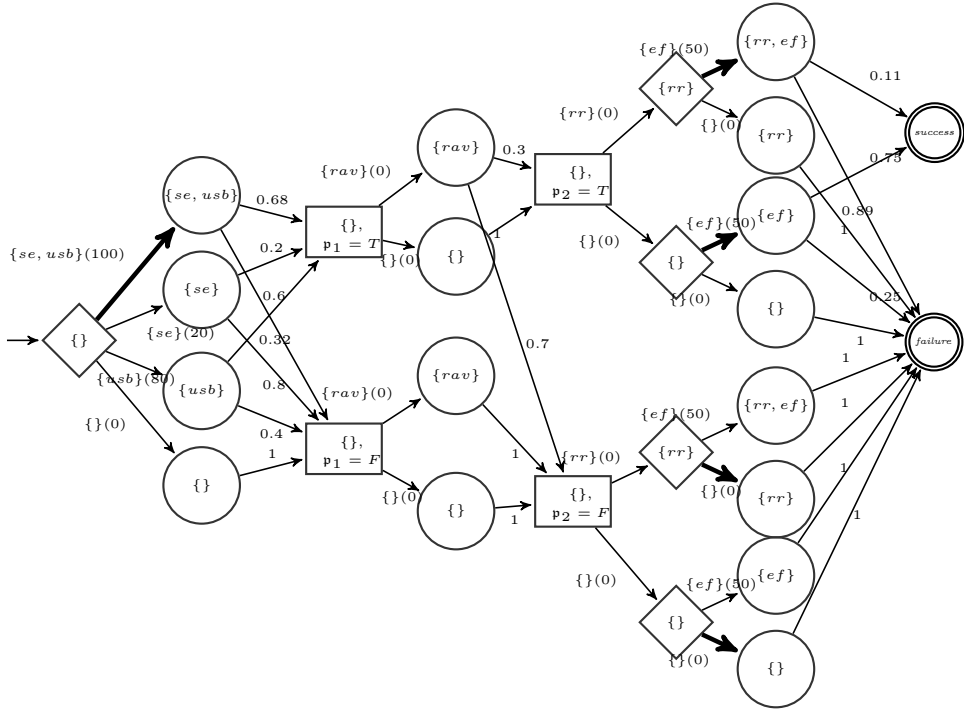 {rr, ef}
{ef}(50)
{rr}
0.11
{rr}(0)
{}(0)
{rr}
success
{rav}
0.3
{rav}(0)
{},
𝔭₂ = T
0.75
{se, usb}
0.68
{ef}
0.89
{ef}(50)
1
{},
𝔭₁ = T
{se, usb}(100)
0.2
{}(0)
{}
1
{}(0)
{}
{se}
0.6
{}(0)
{}
0.25
{}
{se}(20)
0.32
0.7
1
failure
{usb}(80)
{usb}
0.8
{rav}(0)
{rav}
1
{rr, ef}
1
{ef}(50)
{}(0)
0.4
{},
𝔭₁ = F
1
{rr}(0)
{rr}
1
{}
{}(0)
{}
1
{},
𝔭₂ = F
{}(0)
{rr}
1
1
{}(0)
{ef}(50)
{ef}
{}
{}(0)
{}